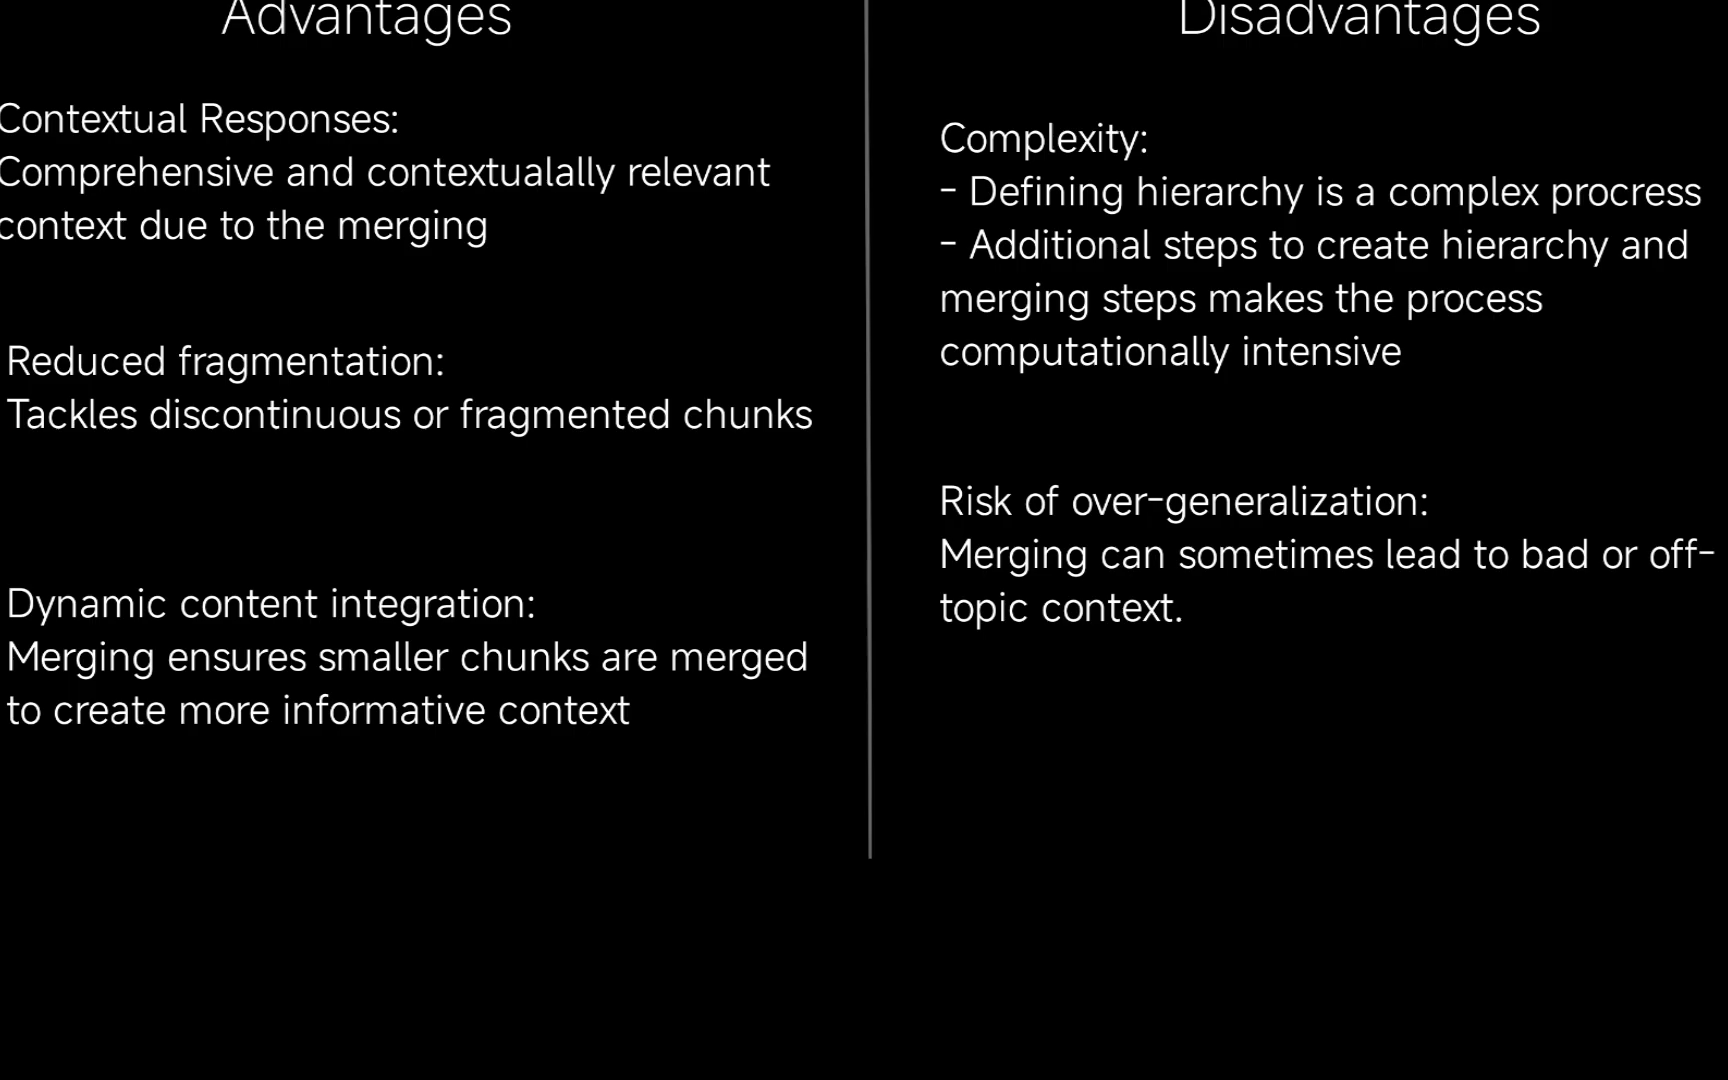 Advantages
Contextual Responses:
Comprehensive and contextualally relevant
context due to the merging
Reduced fragmentation:
Tackles discontinuous or fragmented chunks
Dynamic content integration:
Merging ensures smaller chunks are merged
to create more informative context
Disadvantages
Complexity:
- Defining hierarchy is a complex procress
- Additional steps to create hierarchy and
merging steps makes the process
computationally intensive
Risk of over-generalization:
Merging can sometimes lead to bad or off-
topic context.